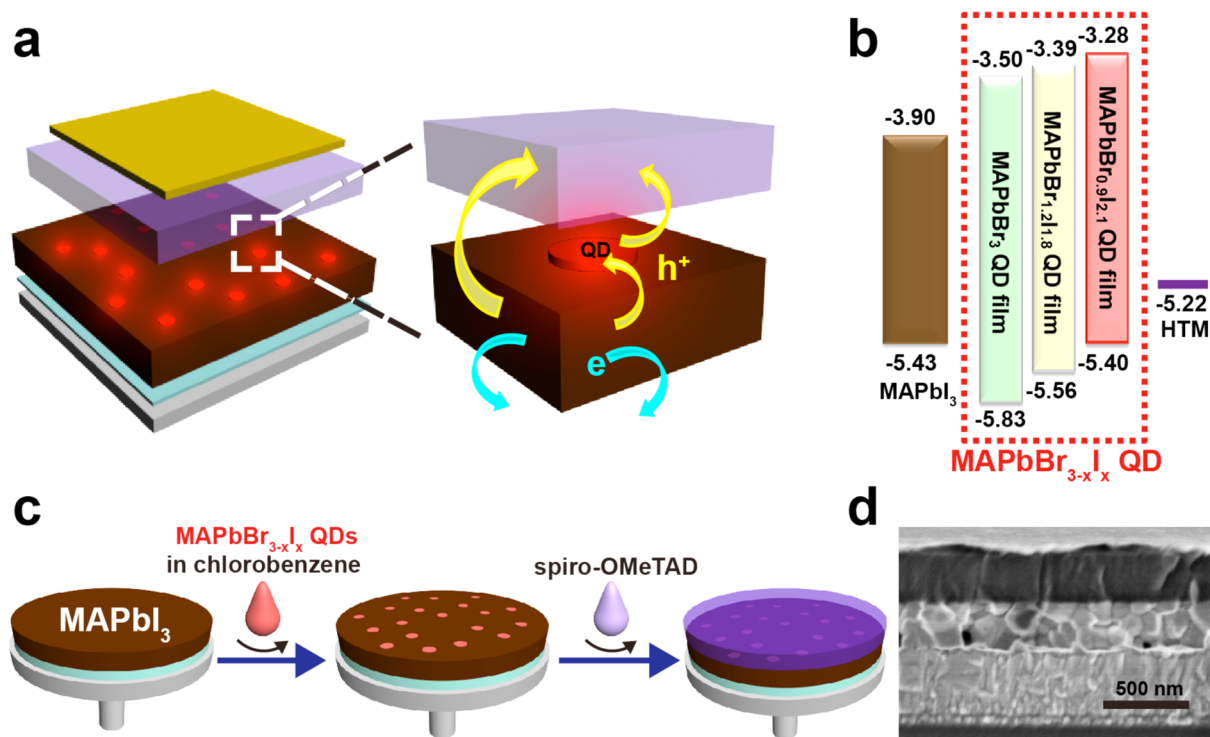 a
QD
h⁺
e
b
-3.90
-3.50
-3.39
-3.28
MAPbBr₃ QD film
MAPbBr₁.₂I₁.₈ QD film
MAPbBr₀.₉I₂.₁ QD film
-5.43
MAPbI₃
-5.83
-5.56
-5.40
-5.22
HTM
MAPbBr₃₋ₓIₓ QD
c
MAPbI₃
MAPbBr₃₋ₓIₓ QDs
in chlorobenzene
spiro-OMeTAD
d
500 nm